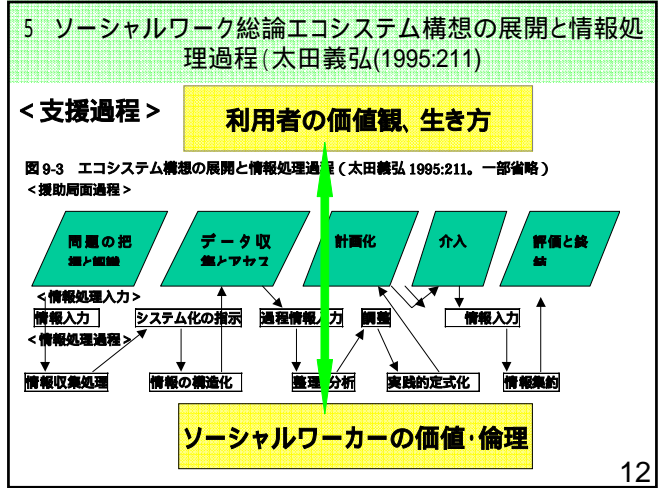 5 ソーシャルワーク総論エコシステム構想の展開と情報処
理過程(太田義弘(1995:211)
<支援過程>
利用者の価値観、生き方
図 9-3 エコシステム構想の展開と情報処理過程(太田義弘 1995:211。一部省略)
<援助局面過程>
問題の把
データ収
計画化
介入
評価と終
集とアセス
<情報処理入力>
情報入力
システム化の指示
過程情報入力
調整
情報入力
<情報処理過程>
情報収集処理
情報の構造化
整理 分析
実践的定式化
情報集約
ソーシャルワーカーの価値・倫理
12